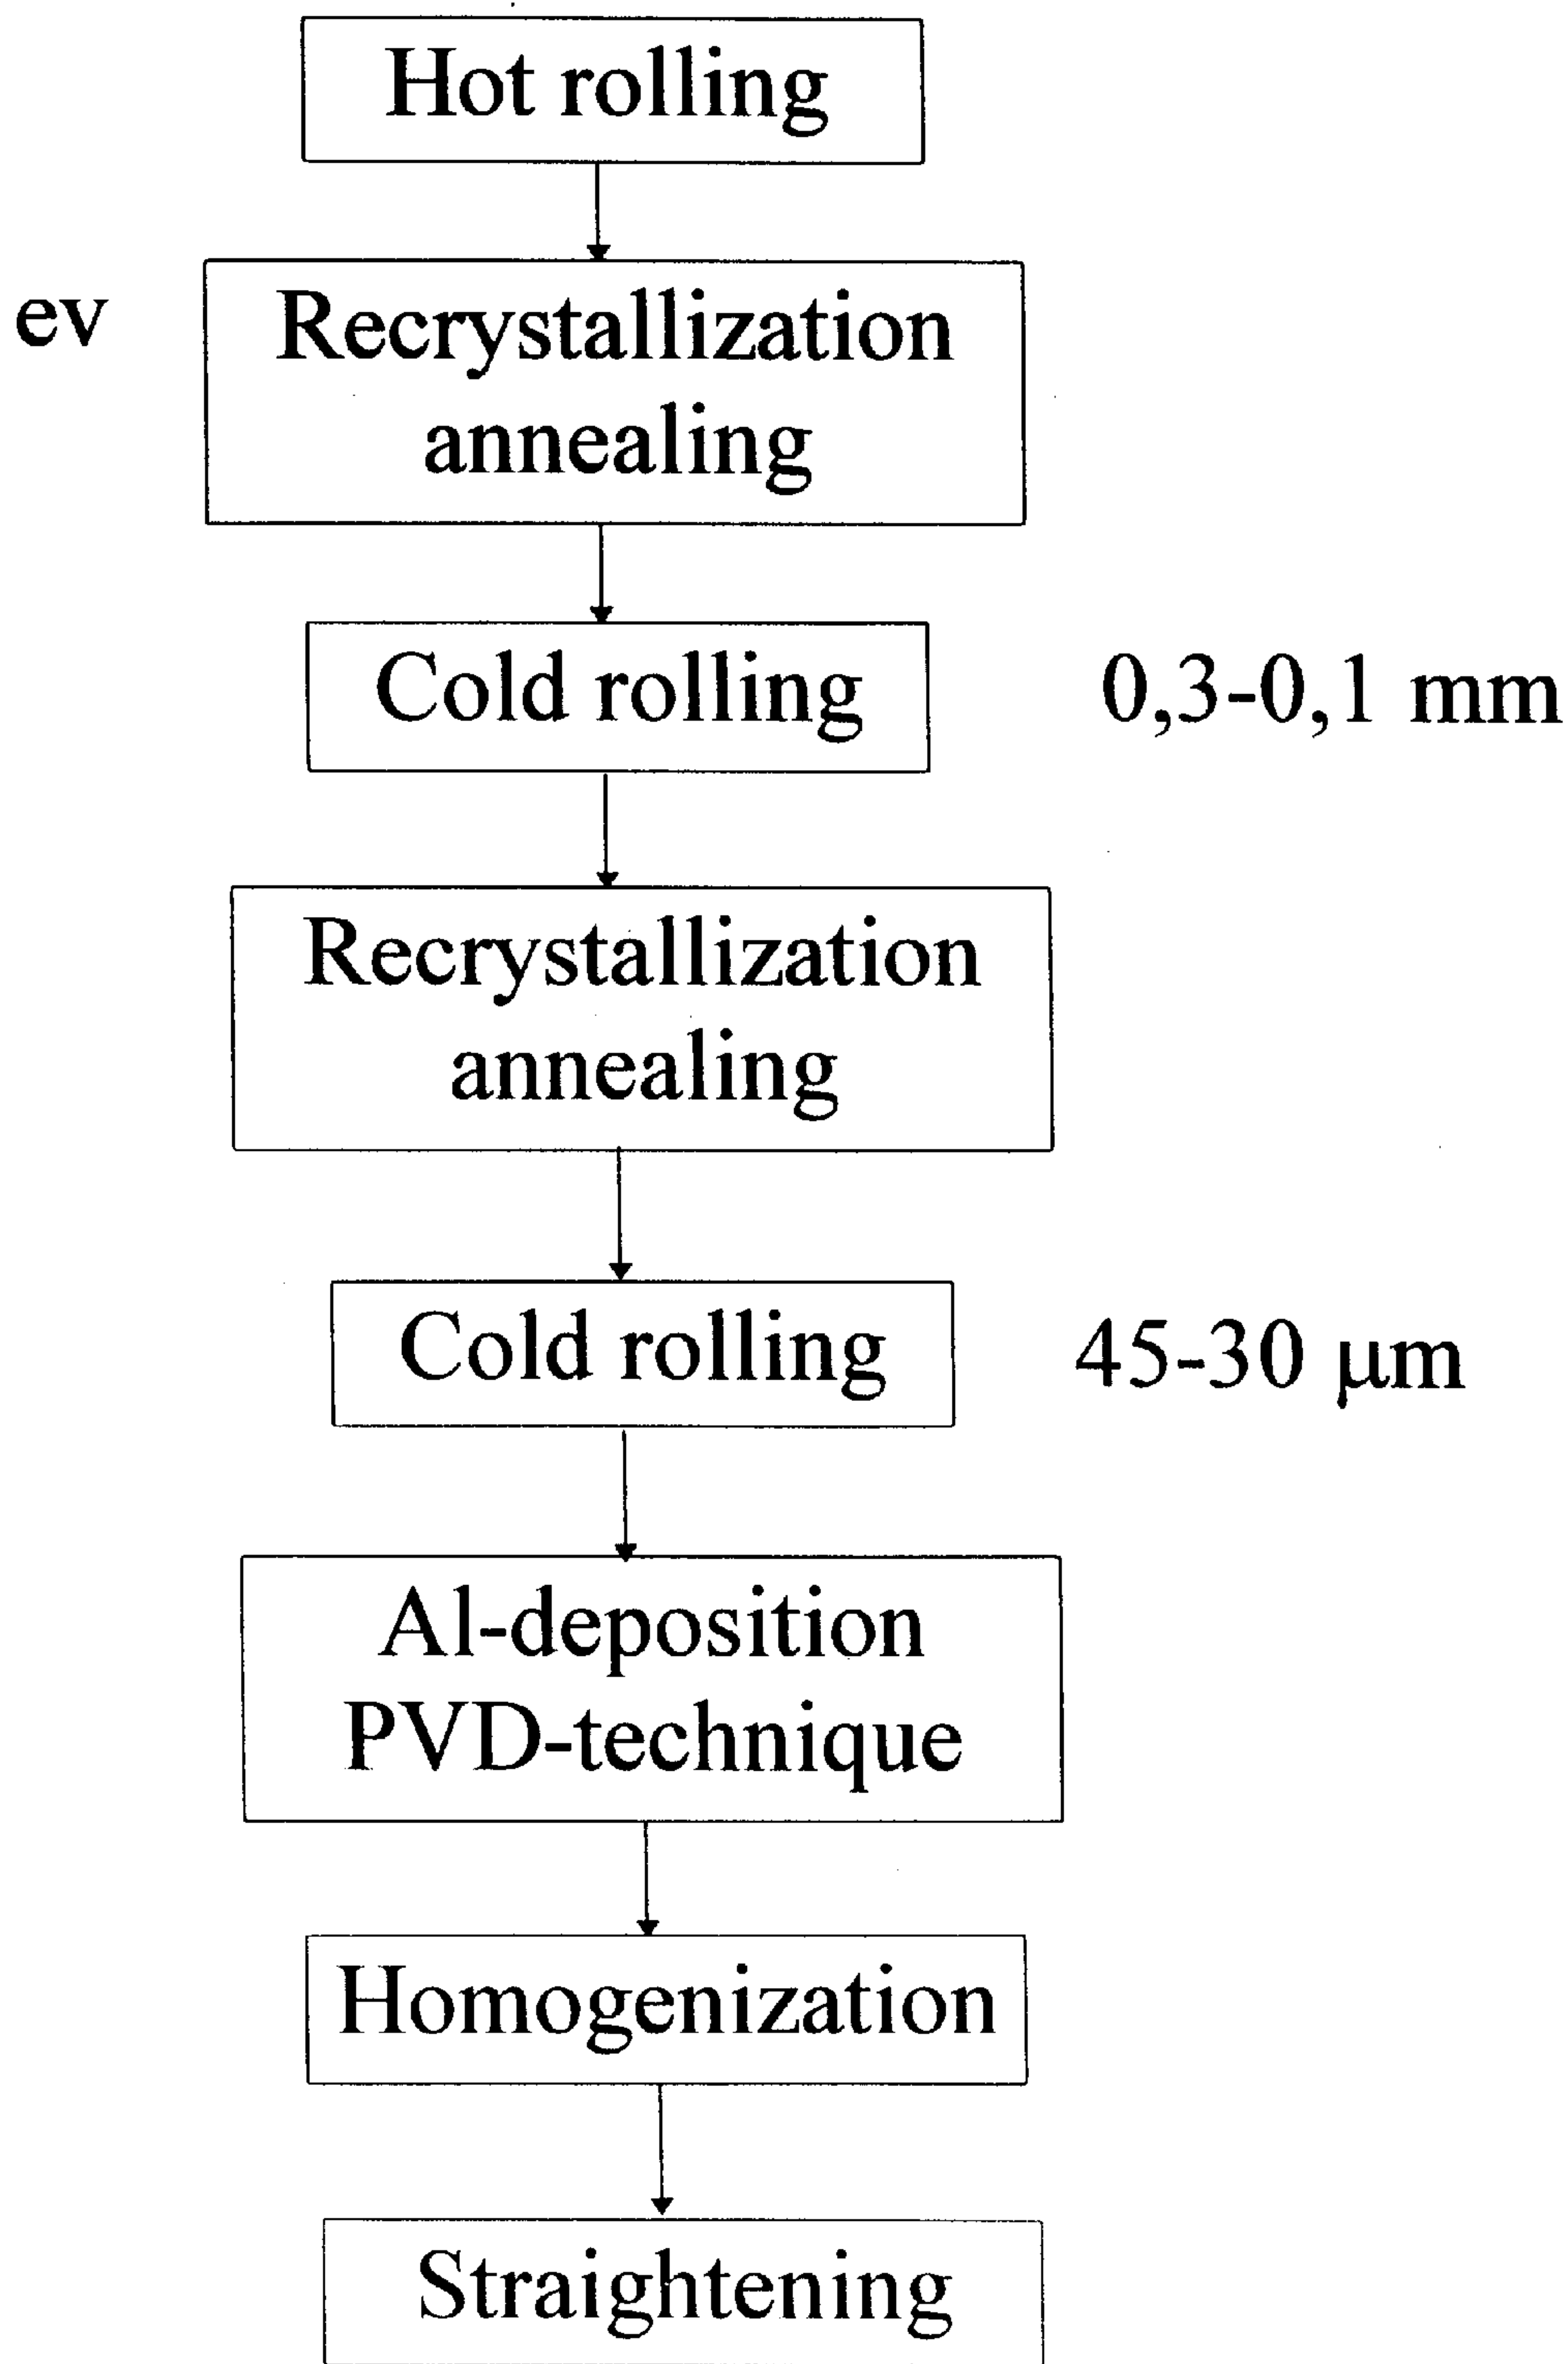 Hot rolling
ev
Recrystallization
annealing
Cold rolling
0,3-0,1 mm
Recrystallization
annealing
Cold rolling
45-30 μm
Al-deposition
PVD-technique
Homogenization
Straightening